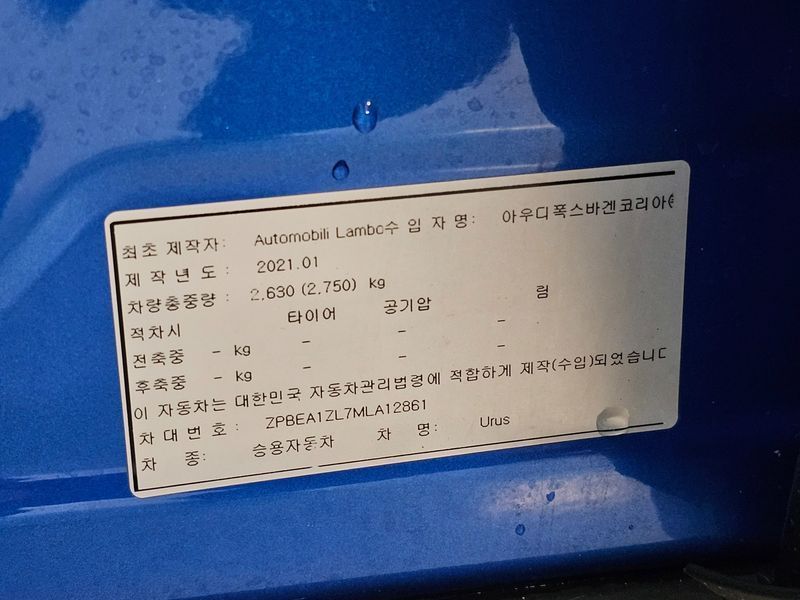 최초 제작자: Automobili Lambo수 입 자 명: 아우디폭스바겐코리아
제 작 년 도 : 2021.01
차량총중량 : 2,630 (2,750) kg
적차시 타이어 공기압 림
전축중 - kg - - -
후축중 - kg - - -
이 자동차는 대한민국 자동차관리법령에 적합하게 제작(수입)되었습니
차 대 번 호 : ZPBEA1ZL7MLA12861
차 종: 승용자동차 차 명: Urus